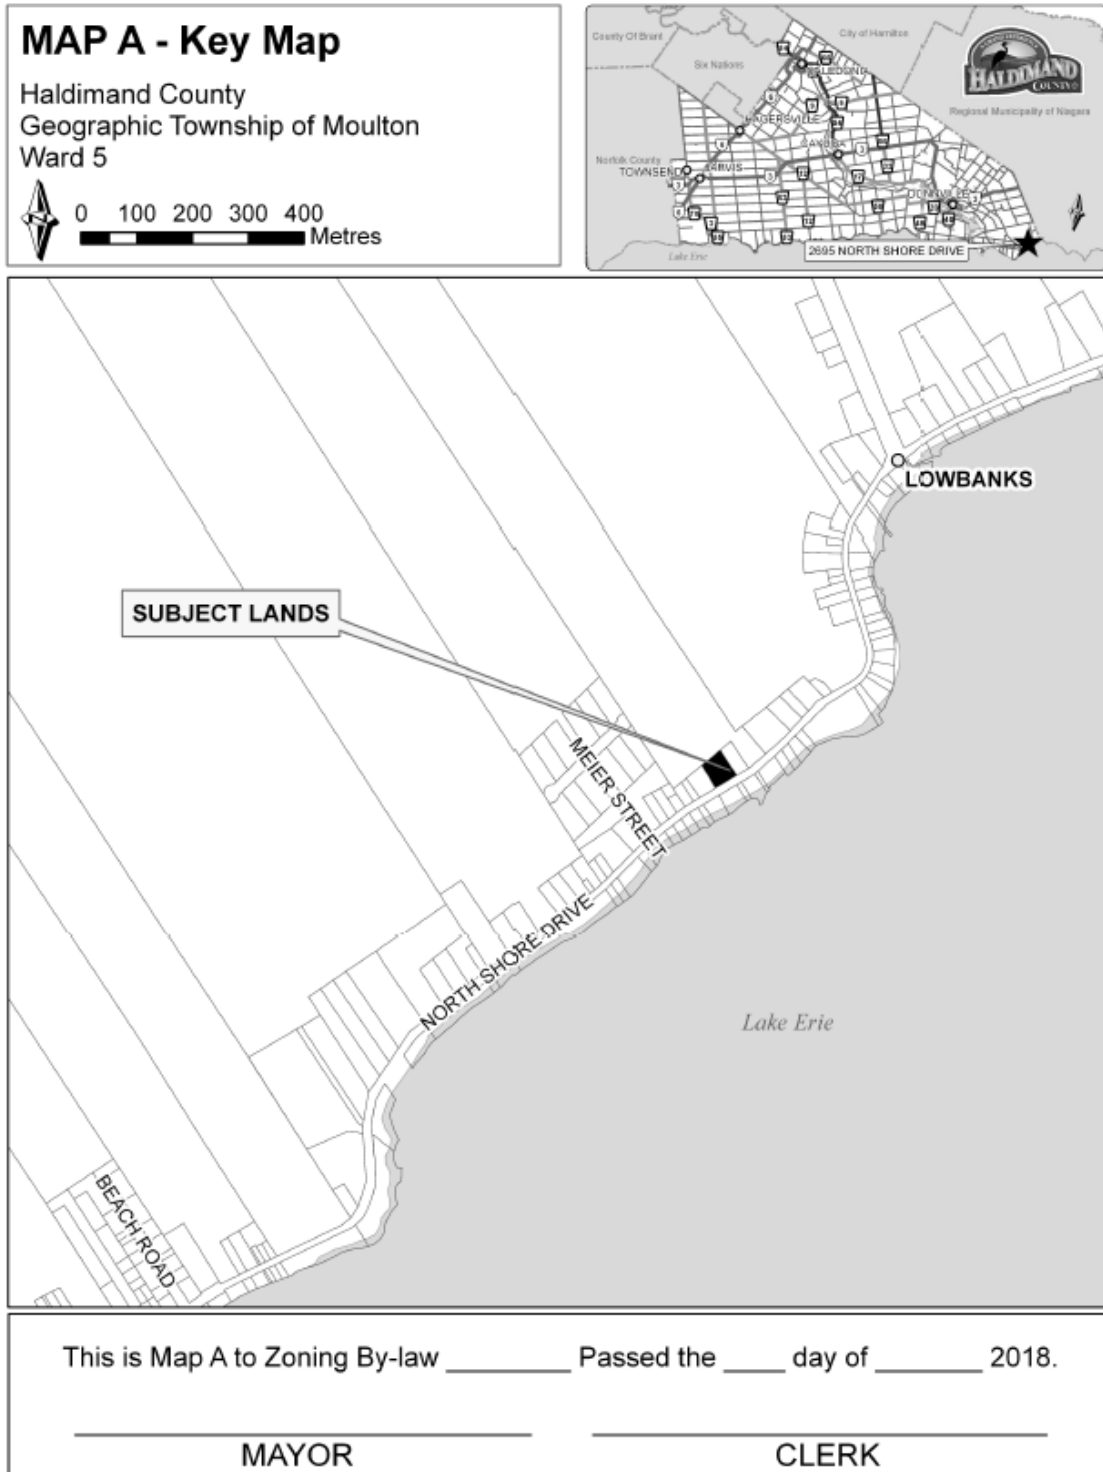 MAP A - Key Map
Haldimand County
Geographic Township of Moulton
Ward 5
0 100 200 300 400
Metres
County Of Brant
City of Hamilton
Six Nations
HALDIMAND
COUNTY
Regional Municipality of Niagara
HAGERSVILLE
CAYUGA
Norfolk County
TOWNSEND
JARVIS
DUNNVILLE
2695 NORTH SHORE DRIVE
Lake Erie
LOWBANKS
SUBJECT LANDS
MEIER STREET
NORTH SHORE DRIVE
Lake Erie
BEACH ROAD
This is Map A to Zoning By-law ________ Passed the ____ day of _______ 2018.
MAYOR
CLERK